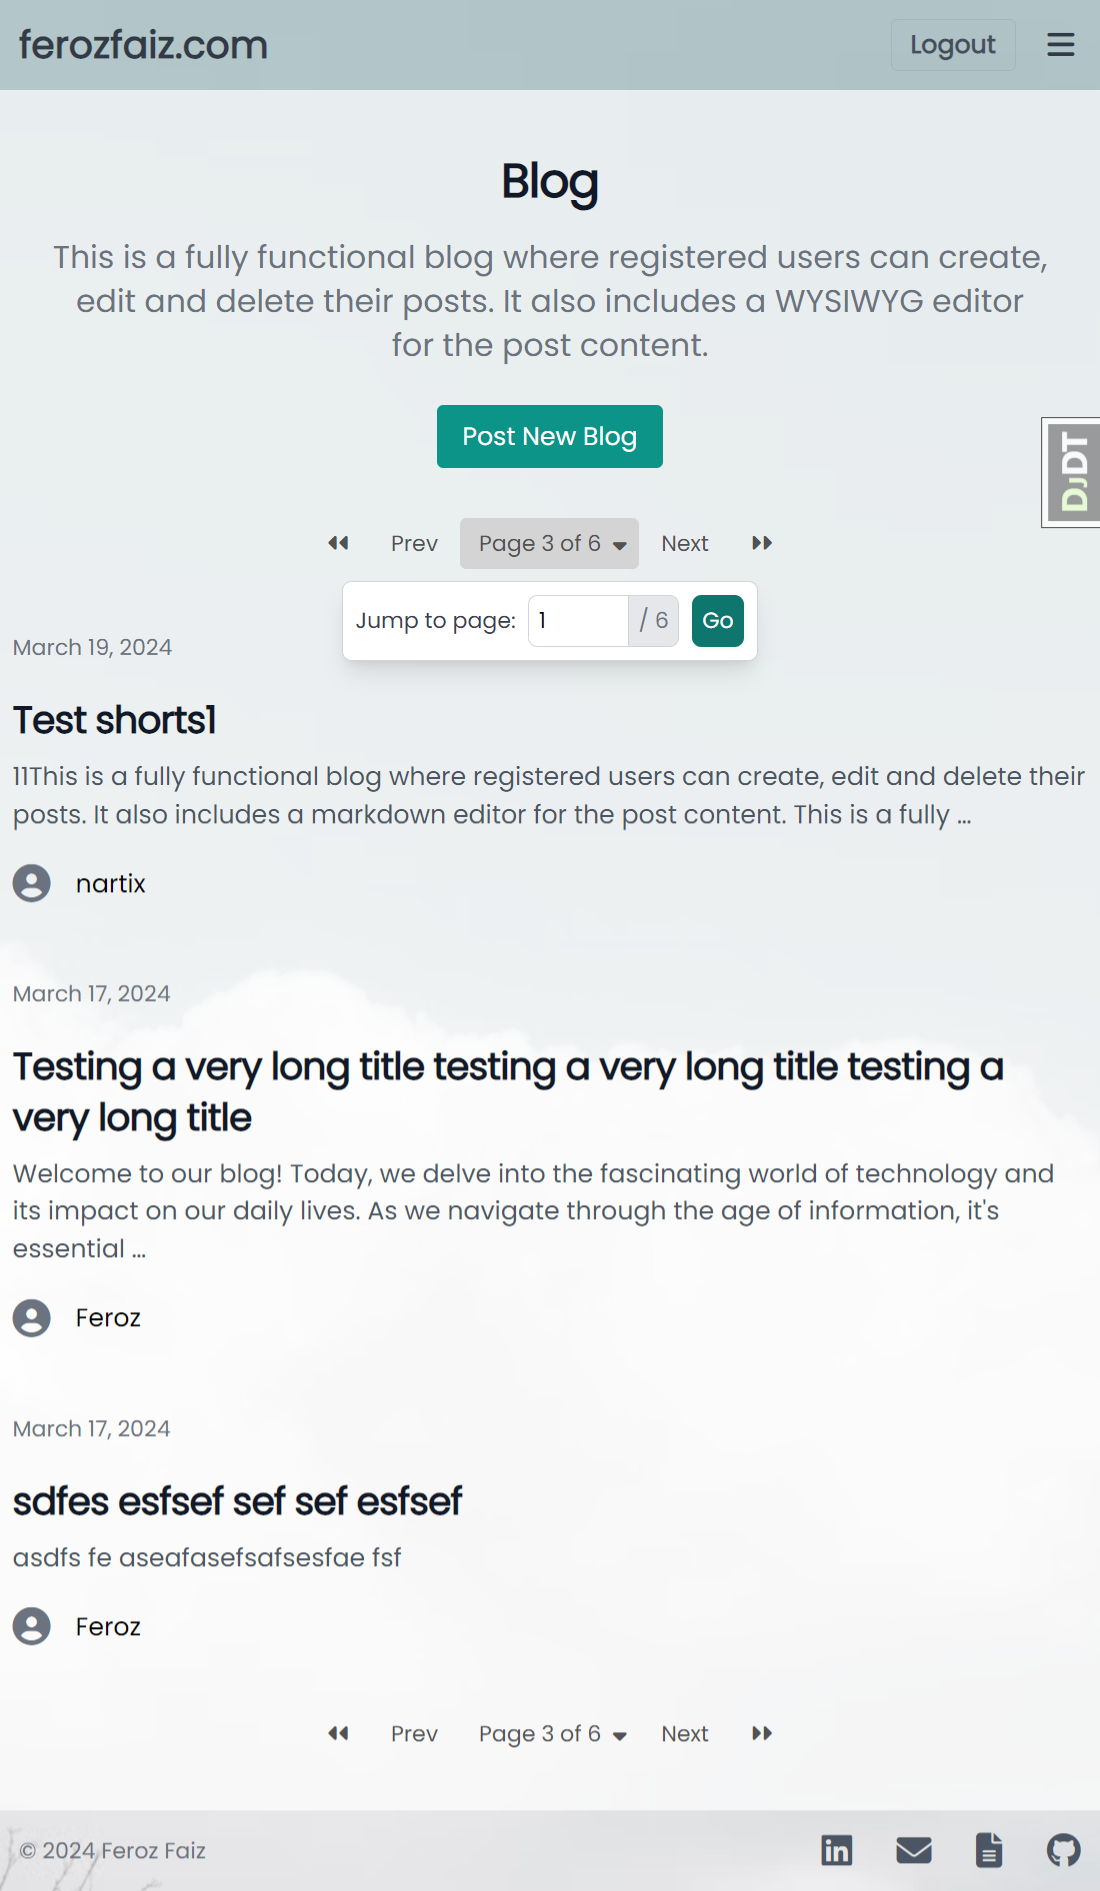 ferozfaiz.com
Logout
Blog
This is a fully functional blog where registered users can create,
edit and delete their posts. It also includes a WYSIWYG editor
for the post content.
Post New Blog
DJDT
Prev Page 3 of 6 Next
Jump to page: 1 / 6 Go
March 19, 2024
Test shorts1
11This is a fully functional blog where registered users can create, edit and delete their
posts. It also includes a markdown editor for the post content. This is a fully ...
nartix
March 17, 2024
Testing a very long title testing a very long title testing a
very long title
Welcome to our blog! Today, we delve into the fascinating world of technology and
its impact on our daily lives. As we navigate through the age of information, it's
essential ...
Feroz
March 17, 2024
sdfes esfsef sef sef esfsef
asdfs fe aseafasefsafsesfae fsf
Feroz
Prev Page 3 of 6 Next
© 2024 Feroz Faiz
in